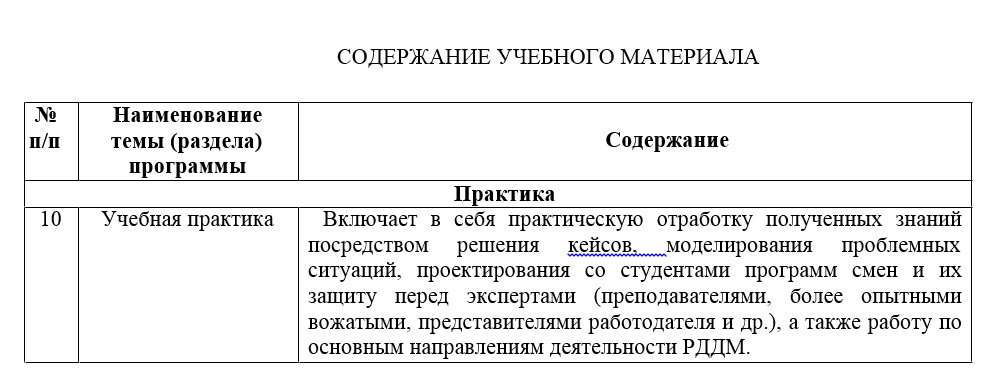 СОДЕРЖАНИЕ УЧЕБНОГО МАТЕРИАЛА
№ п/п
Наименование темы (раздела) программы
Содержание
Практика
10
Учебная практика
Включает в себя практическую отработку полученных знаний
посредством решения кейсов, моделирования проблемных
ситуаций, проектирования со студентами программ смен и их
защиту перед экспертами (преподавателями, более опытными
вожатыми, представителями работодателя и др.), а также работу по
основным направлениям деятельности РДДМ.